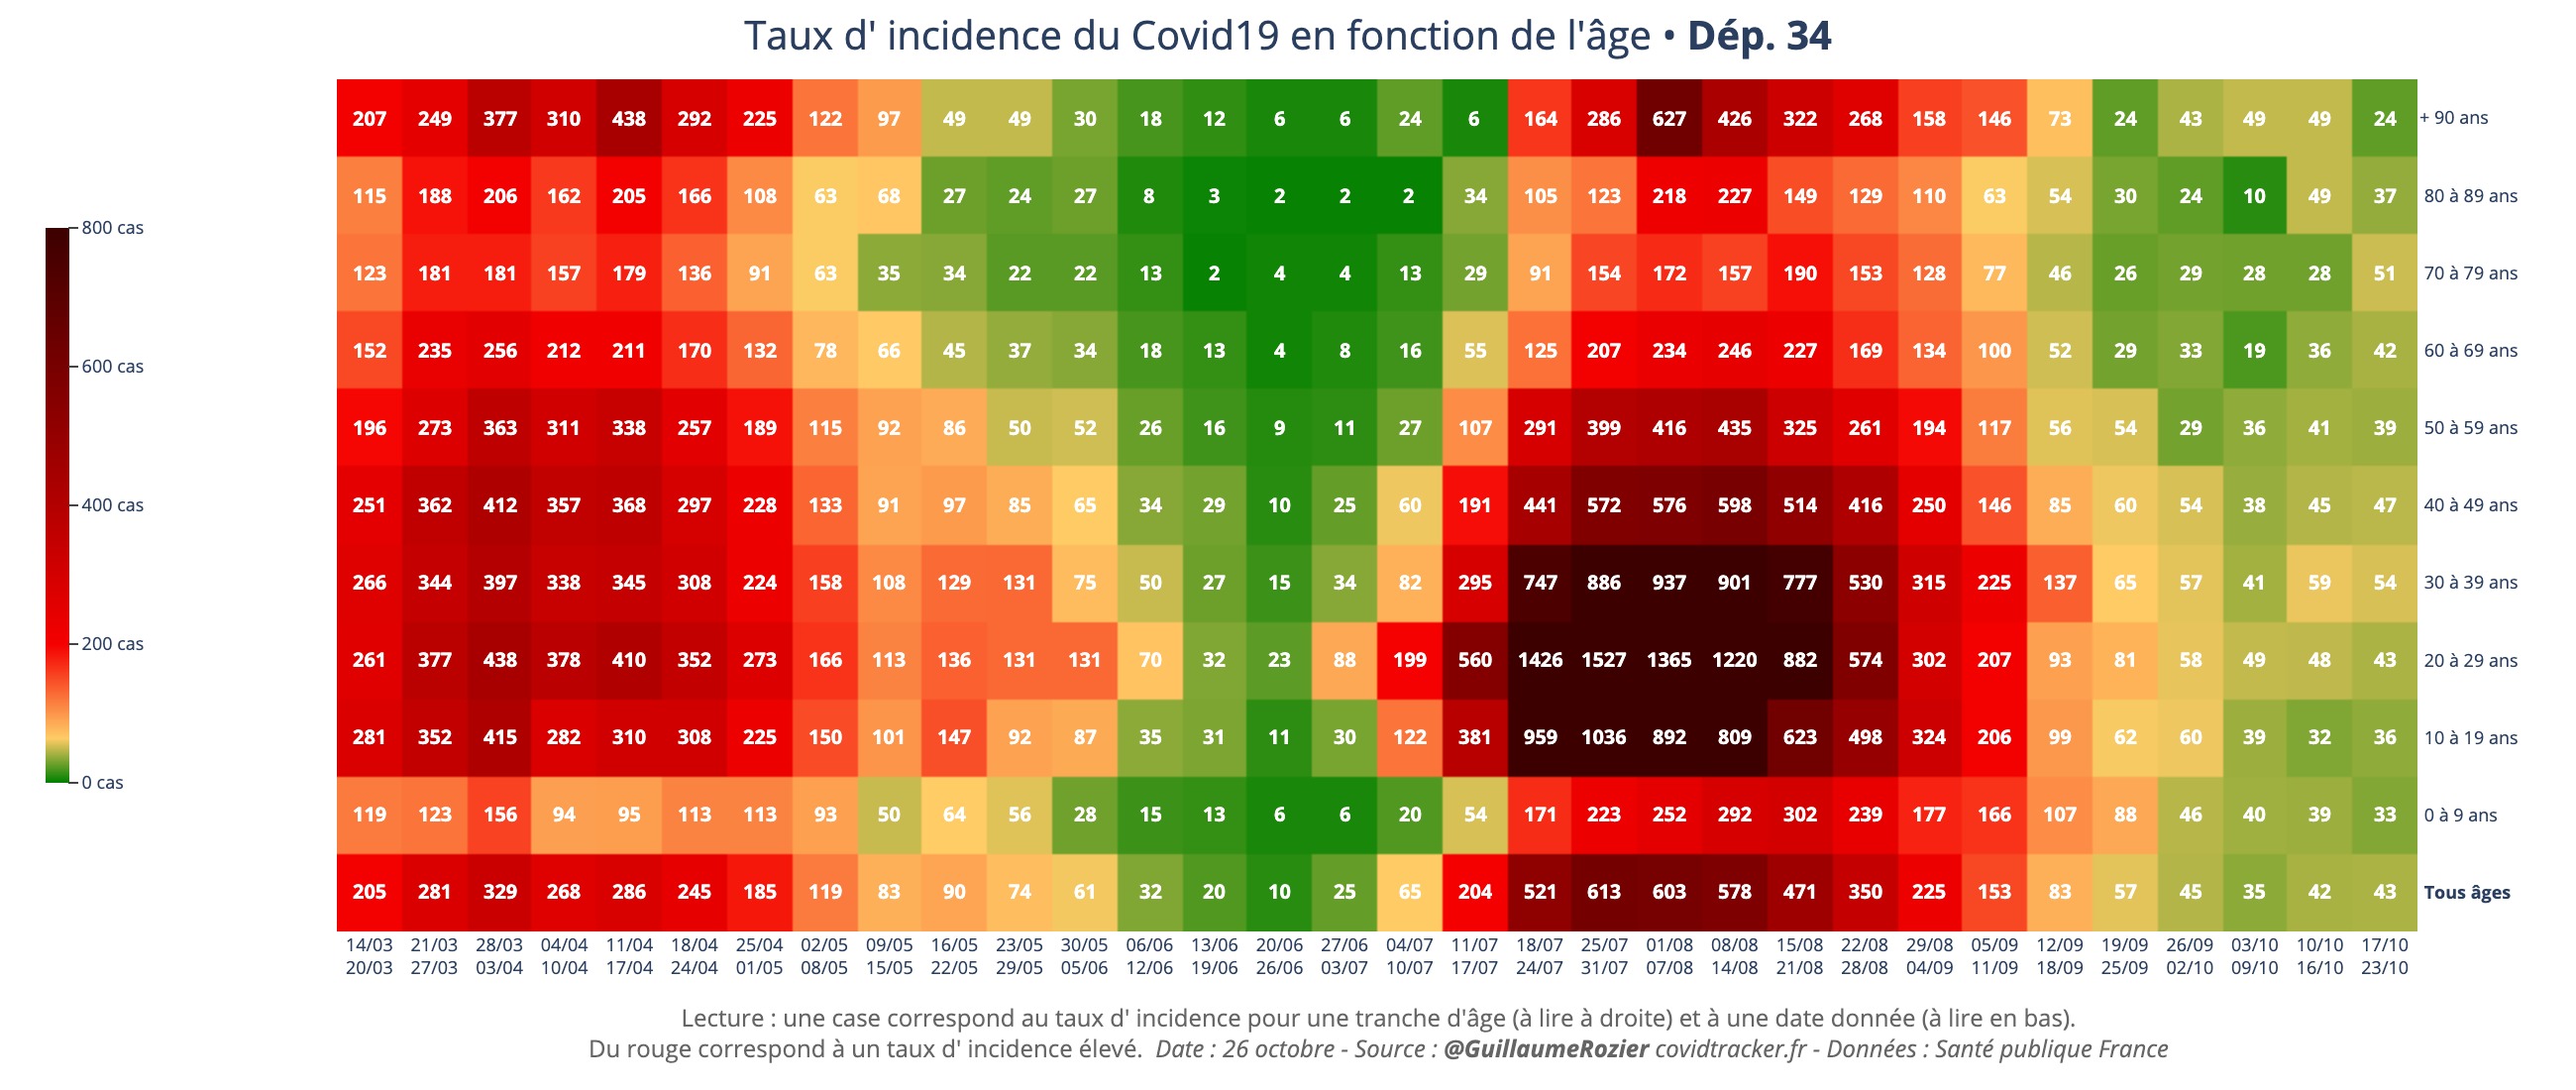 Taux d' incidence du Covid19 en fonction de l'âge • Dép. 34
800 cas
600 cas
400 cas
200 cas
0 cas
207 249 377 310 438 292 225 122 97 49 49 30 18 12 6 6 24 6 164 286 627 426 322 268 158 146 73 24 43 49 49 24 + 90 ans
115 188 206 162 205 166 108 63 68 27 24 27 8 3 2 2 2 34 105 123 218 227 149 129 110 63 54 30 24 10 49 37 80 à 89 ans
123 181 181 157 179 136 91 63 35 34 22 22 13 2 4 4 13 29 91 154 172 157 190 153 128 77 46 26 29 28 28 51 70 à 79 ans
152 235 256 212 211 170 132 78 66 45 37 34 18 13 4 8 16 55 125 207 234 246 227 169 134 100 52 29 33 19 36 42 60 à 69 ans
196 273 363 311 338 257 189 115 92 86 50 52 26 16 9 11 27 107 291 399 416 435 325 261 194 117 56 54 29 36 41 39 50 à 59 ans
251 362 412 357 368 297 228 133 91 97 85 65 34 29 10 25 60 191 441 572 576 598 514 416 250 146 85 60 54 38 45 47 40 à 49 ans
266 344 397 338 345 308 224 158 108 129 131 75 50 27 15 34 82 295 747 886 937 901 777 530 315 225 137 65 57 41 59 54 30 à 39 ans
261 377 438 378 410 352 273 166 113 136 131 131 70 32 23 88 199 560 1426 1527 1365 1220 882 574 302 207 93 81 58 49 48 43 20 à 29 ans
281 352 415 282 310 308 225 150 101 147 92 87 35 31 11 30 122 381 959 1036 892 809 623 498 324 206 99 62 60 39 32 36 10 à 19 ans
119 123 156 94 95 113 113 93 50 64 56 28 15 13 6 6 20 54 171 223 252 292 302 239 177 166 107 88 46 40 39 33 0 à 9 ans
205 281 329 268 286 245 185 119 83 90 74 61 32 20 10 25 65 204 521 613 603 578 471 350 225 153 83 57 45 35 42 43 Tous âges
14/03 21/03 28/03 04/04 11/04 18/04 25/04 02/05 09/05 16/05 23/05 30/05 06/06 13/06 20/06 27/06 04/07 11/07 18/07 25/07 01/08 08/08 15/08 22/08 29/08 05/09 12/09 19/09 26/09 03/10 10/10 17/10
20/03 27/03 03/04 10/04 17/04 24/04 01/05 08/05 15/05 22/05 29/05 05/06 12/06 19/06 26/06 03/07 10/07 17/07 24/07 31/07 07/08 14/08 21/08 28/08 04/09 11/09 18/09 25/09 02/10 09/10 16/10 23/10
Lecture : une case correspond au taux d' incidence pour une tranche d'âge (à lire à droite) et à une date donnée (à lire en bas).
Du rouge correspond à un taux d' incidence élevé. Date : 26 octobre - Source : @GuillaumeRozier covidtracker.fr - Données : Santé publique France